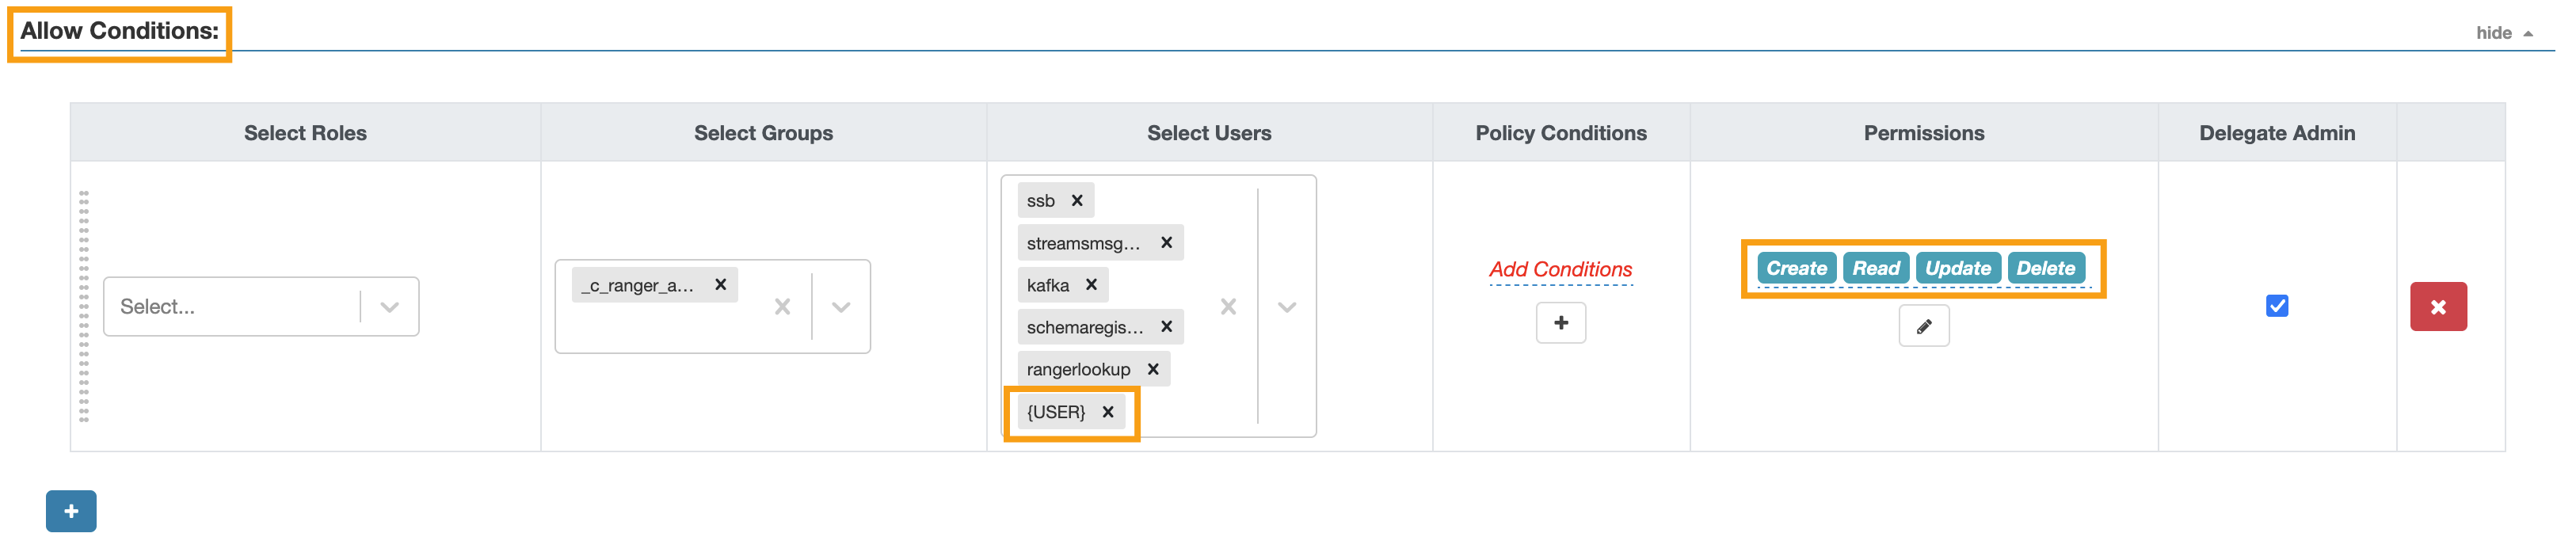 Allow Conditions:
hide
Select Roles
Select Groups
Select Users
Policy Conditions
Permissions
Delegate Admin
Select...
_c_ranger_a...
ssb
streamsmsg...
kafka
schemaregis...
rangerlookup
{USER}
Add Conditions
Create Read Update Delete